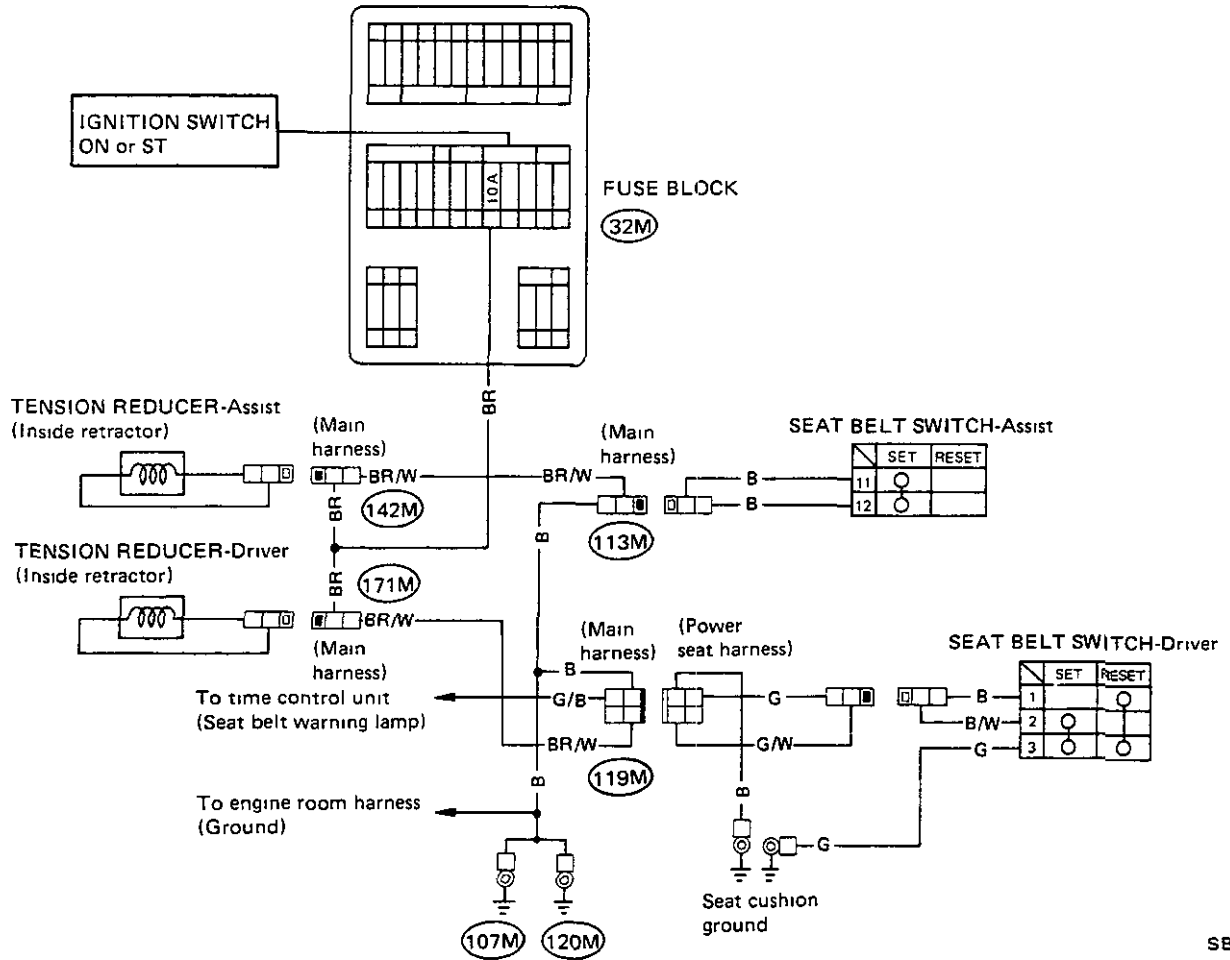 IGNITION SWITCH
ON or ST
10A
FUSE BLOCK
32M
BR
TENSION REDUCER-Assist
(Inside retractor)
(Main
harness)
BR/W
BR/W
(Main
harness)
SEAT BELT SWITCH-Assist
SET RESET
11
12
B
B
142M
BR
B
113M
TENSION REDUCER-Driver
(Inside retractor)
BR
171M
BR/W
(Main
harness)
(Main
harness)
(Power
seat harness)
SEAT BELT SWITCH-Driver
SET RESET
1
2
3
B
B/W
G
B
G/B
BR/W
G
G/W
To time control unit
(Seat belt warning lamp)
119M
B
B
To engine room harness
(Ground)
G
Seat cushion
ground
107M
120M